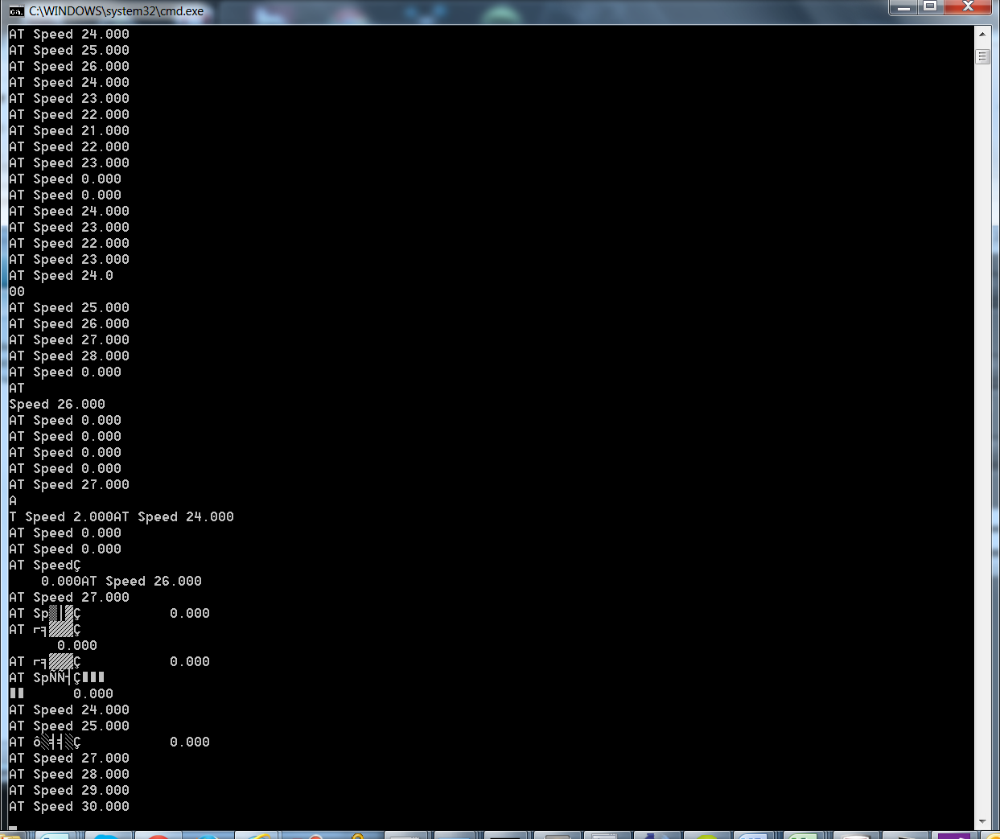 C:\WINDOWS\system32\cmd.exe
AT Speed 24.000
AT Speed 25.000
AT Speed 26.000
AT Speed 24.000
AT Speed 23.000
AT Speed 22.000
AT Speed 21.000
AT Speed 22.000
AT Speed 23.000
AT Speed 0.000
AT Speed 0.000
AT Speed 24.000
AT Speed 23.000
AT Speed 22.000
AT Speed 23.000
AT Speed 24.0
00
AT Speed 25.000
AT Speed 26.000
AT Speed 27.000
AT Speed 28.000
AT Speed 0.000
AT
Speed 26.000
AT Speed 0.000
AT Speed 0.000
AT Speed 0.000
AT Speed 0.000
AT Speed 27.000
A
T Speed 2.000AT Speed 24.000
AT Speed 0.000
AT Speed 0.000
AT SpeedÇ
0.000AT Speed 26.000
AT Speed 27.000
AT Sp▒│▓Ç 0.000
AT ⌐╕▓▓▓Ç
0.000
AT ⌐╕▓▓▓Ç 0.000
AT SpÑÑ┤Ç▮▮▮
▮▮ 0.000
AT Speed 24.000
AT Speed 25.000
AT ô░╡╡░Ç 0.000
AT Speed 27.000
AT Speed 28.000
AT Speed 29.000
AT Speed 30.000